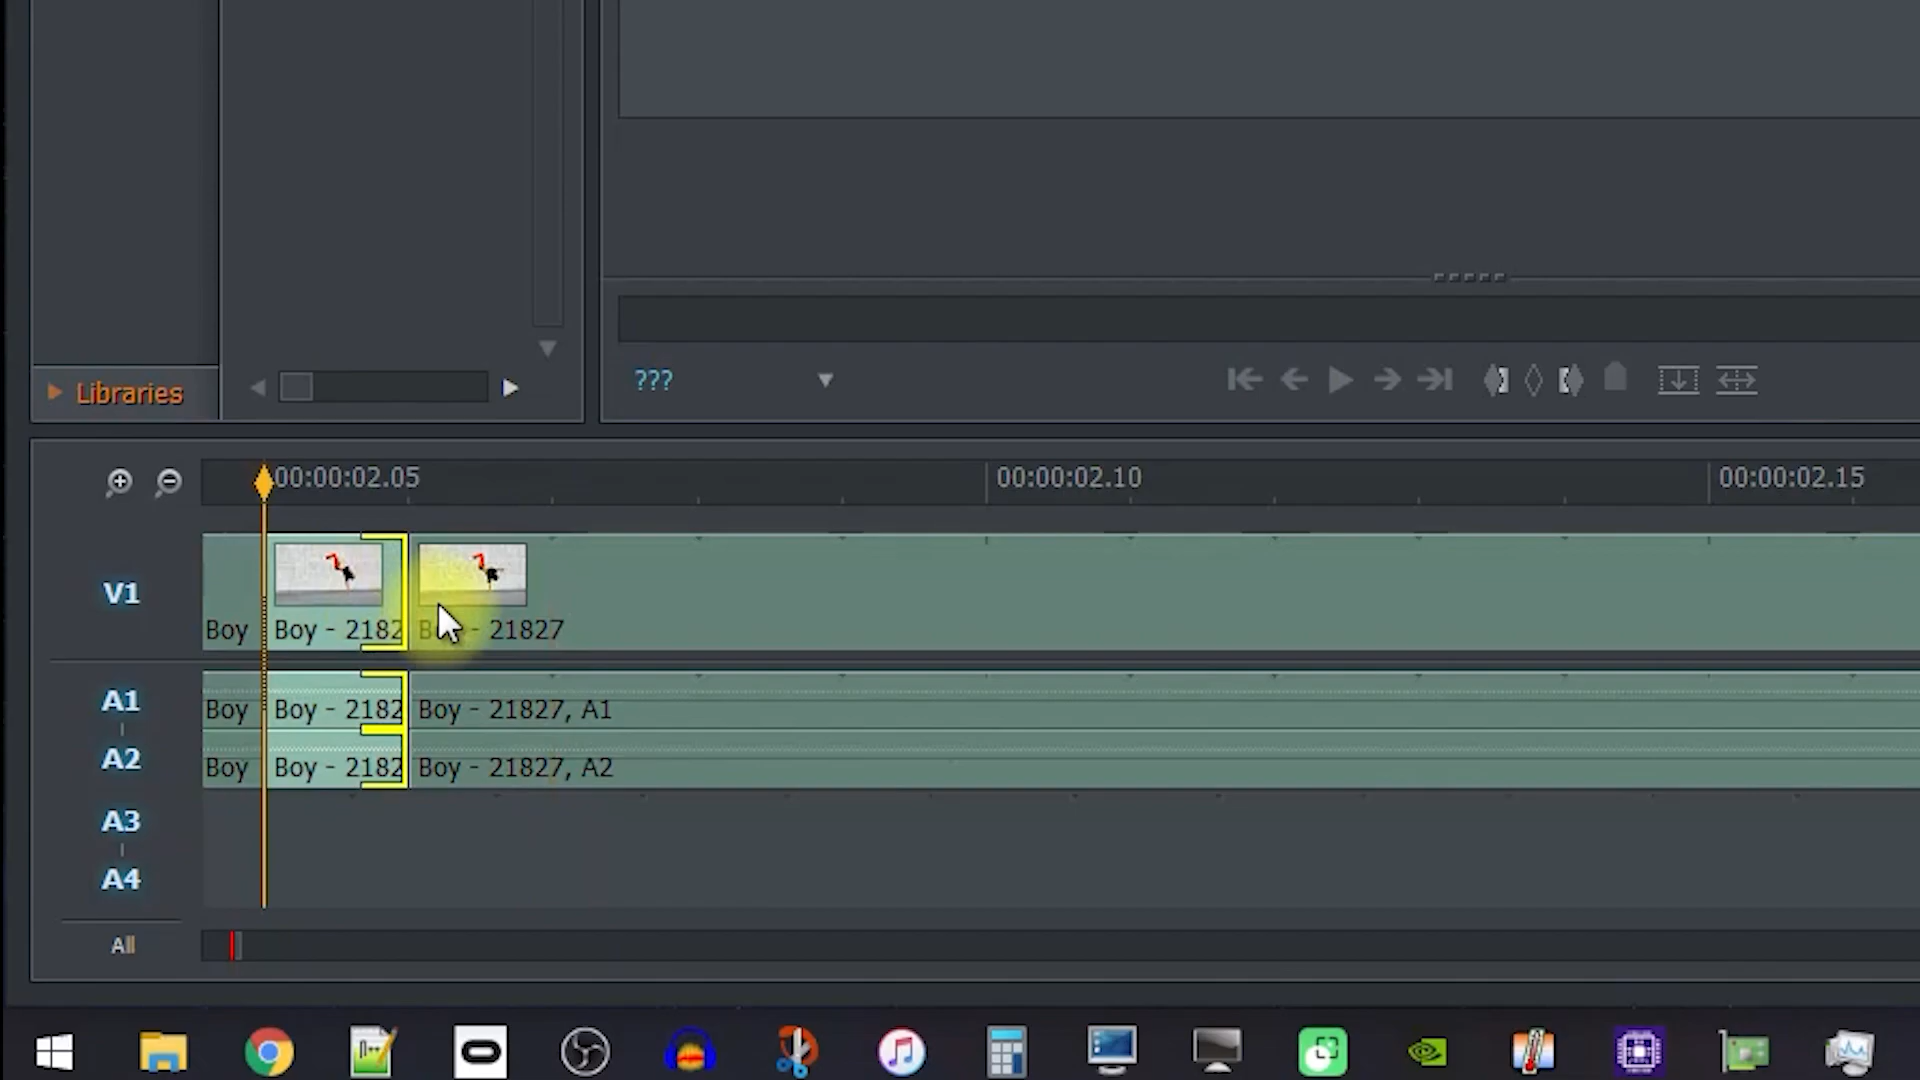 ???
Libraries
00:00:02.05
00:00:02.10
00:00:02.15
V1
Boy
Boy - 2182
- 21827
A1
Boy
Boy - 2182
Boy - 21827, A1
A2
Boy
Boy - 2182
Boy - 21827, A2
A3
A4
All